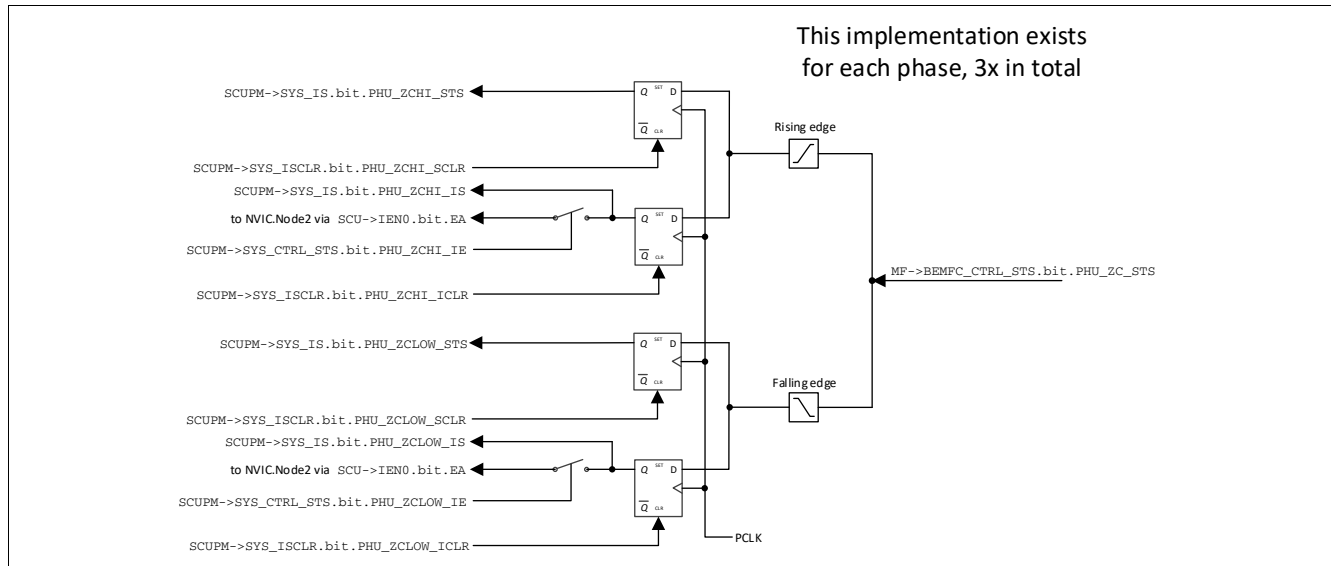 This implementation exists
for each phase, 3x in total
SCUPM->SYS_IS.bit.PHU_ZCHI_STS
Q SET D
Q CLR
Rising edge
SCUPM->SYS_ISCLR.bit.PHU_ZCHI_SCLR
SCUPM->SYS_IS.bit.PHU_ZCHI_IS
to NVIC.Node2 via SCU->IEN0.bit.EA
Q SET D
Q CLR
SCUPM->SYS_CTRL_STS.bit.PHU_ZCHI_IE
MF->BEMFC_CTRL_STS.bit.PHU_ZC_STS
SCUPM->SYS_ISCLR.bit.PHU_ZCHI_ICLR
SCUPM->SYS_IS.bit.PHU_ZCLOW_STS
Q SET D
Q CLR
Falling edge
SCUPM->SYS_ISCLR.bit.PHU_ZCLOW_SCLR
SCUPM->SYS_IS.bit.PHU_ZCLOW_IS
to NVIC.Node2 via SCU->IEN0.bit.EA
Q SET D
Q CLR
SCUPM->SYS_CTRL_STS.bit.PHU_ZCLOW_IE
PCLK
SCUPM->SYS_ISCLR.bit.PHU_ZCLOW_ICLR